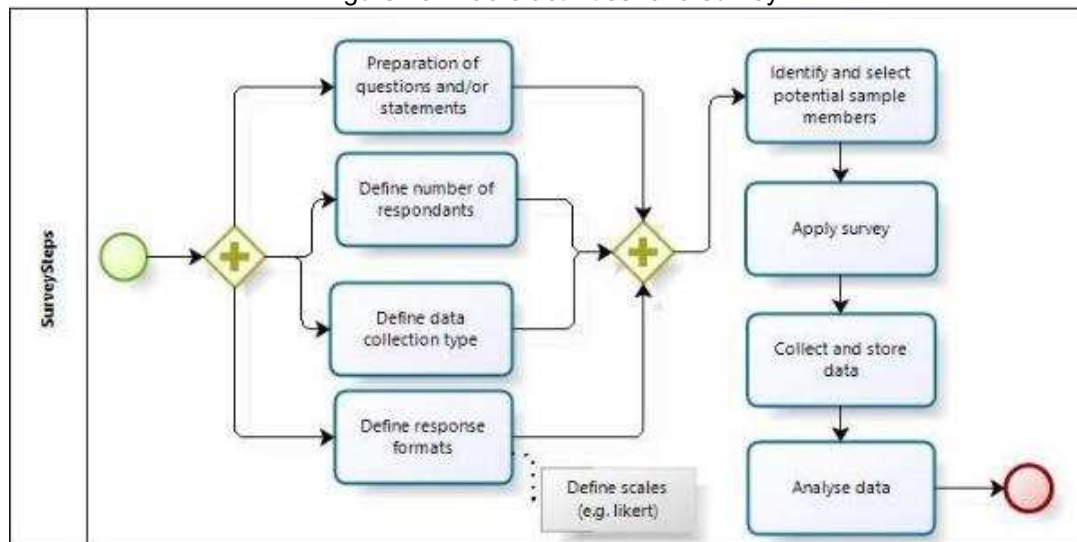 SurveySteps
Preparation of
questions and/or
statements
Define number of
respondants
Define data
collection type
Define response
formats
Define scales
(e.g. likert)
Identify and select
potential sample
members
Apply survey
Collect and store
data
Analyse data